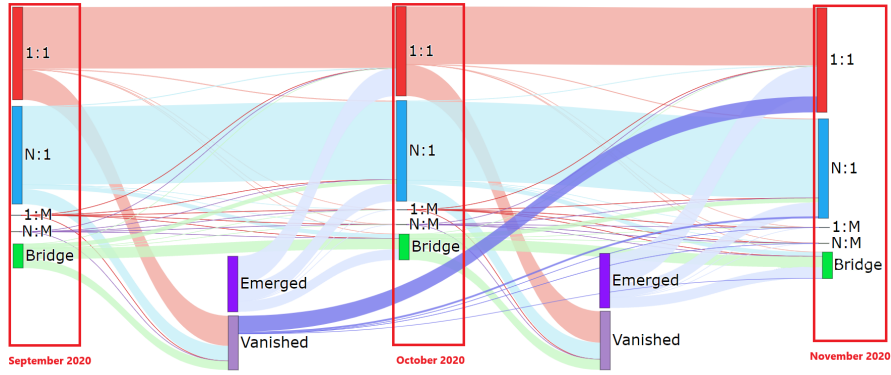 1:1
N:1
1:M
N:M
Bridge
September 2020
Emerged
Vanished
1:1
N:1
1:M
N:M
Bridge
October 2020
Emerged
Vanished
1:1
N:1
1:M
N:M
Bridge
November 2020